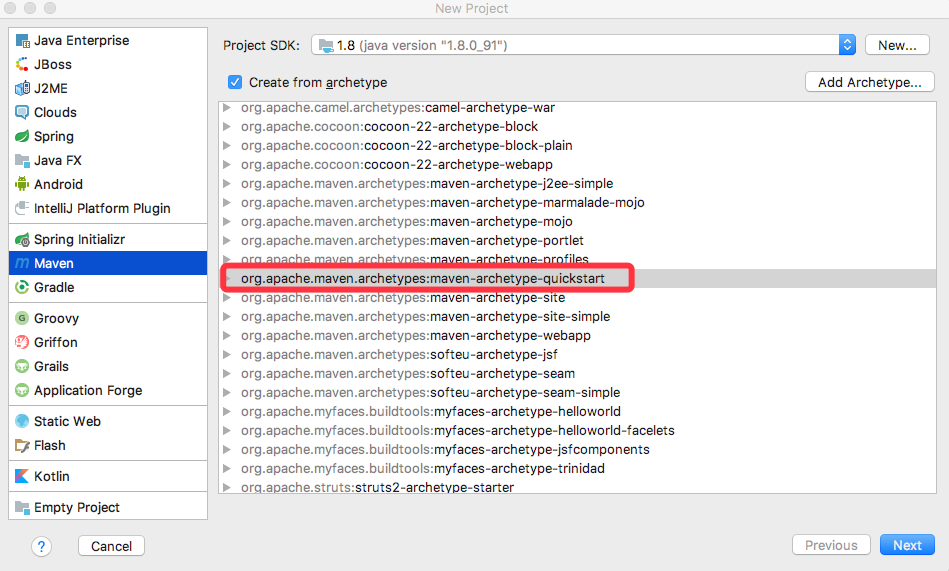 New Project
Java Enterprise
JBoss
J2ME
Clouds
Spring
Java FX
Android
IntelliJ Platform Plugin
Spring Initializr
Maven
Gradle
Groovy
Griffon
Grails
Application Forge
Static Web
Flash
Kotlin
Empty Project
Project SDK: 1.8 (java version "1.8.0_91") New...
Create from archetype Add Archetype...
org.apache.camel.archetypes:camel-archetype-war
org.apache.cocoon:cocoon-22-archetype-block
org.apache.cocoon:cocoon-22-archetype-block-plain
org.apache.cocoon:cocoon-22-archetype-webapp
org.apache.maven.archetypes:maven-archetype-j2ee-simple
org.apache.maven.archetypes:maven-archetype-marmalade-mojo
org.apache.maven.archetypes:maven-archetype-mojo
org.apache.maven.archetypes:maven-archetype-portlet
org.apache.maven.archetypes:maven-archetype-profiles
org.apache.maven.archetypes:maven-archetype-quickstart
org.apache.maven.archetypes:maven-archetype-site
org.apache.maven.archetypes:maven-archetype-site-simple
org.apache.maven.archetypes:maven-archetype-webapp
org.apache.maven.archetypes:softeu-archetype-jsf
org.apache.maven.archetypes:softeu-archetype-seam
org.apache.maven.archetypes:softeu-archetype-seam-simple
org.apache.myfaces.buildtools:myfaces-archetype-helloworld
org.apache.myfaces.buildtools:myfaces-archetype-helloworld-facelets
org.apache.myfaces.buildtools:myfaces-archetype-jsfcomponents
org.apache.myfaces.buildtools:myfaces-archetype-trinidad
org.apache.struts:struts2-archetype-starter
? Cancel Previous Next